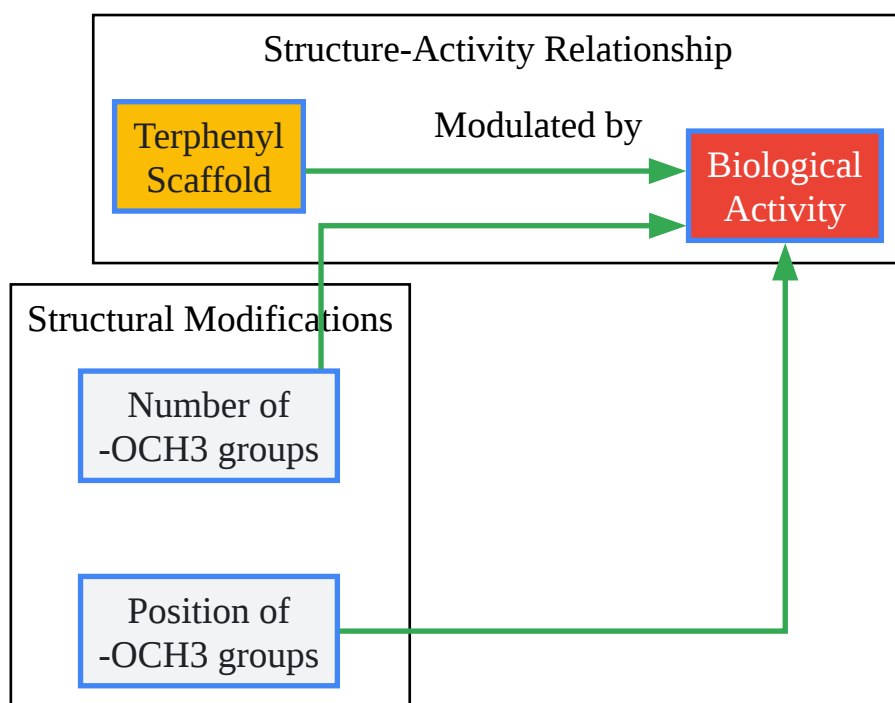 Structure-Activity Relationship
Terphenyl
Scaffold
Modulated by
Biological
Activity
Structural Modifications
Number of
-OCH3 groups
Position of
-OCH3 groups